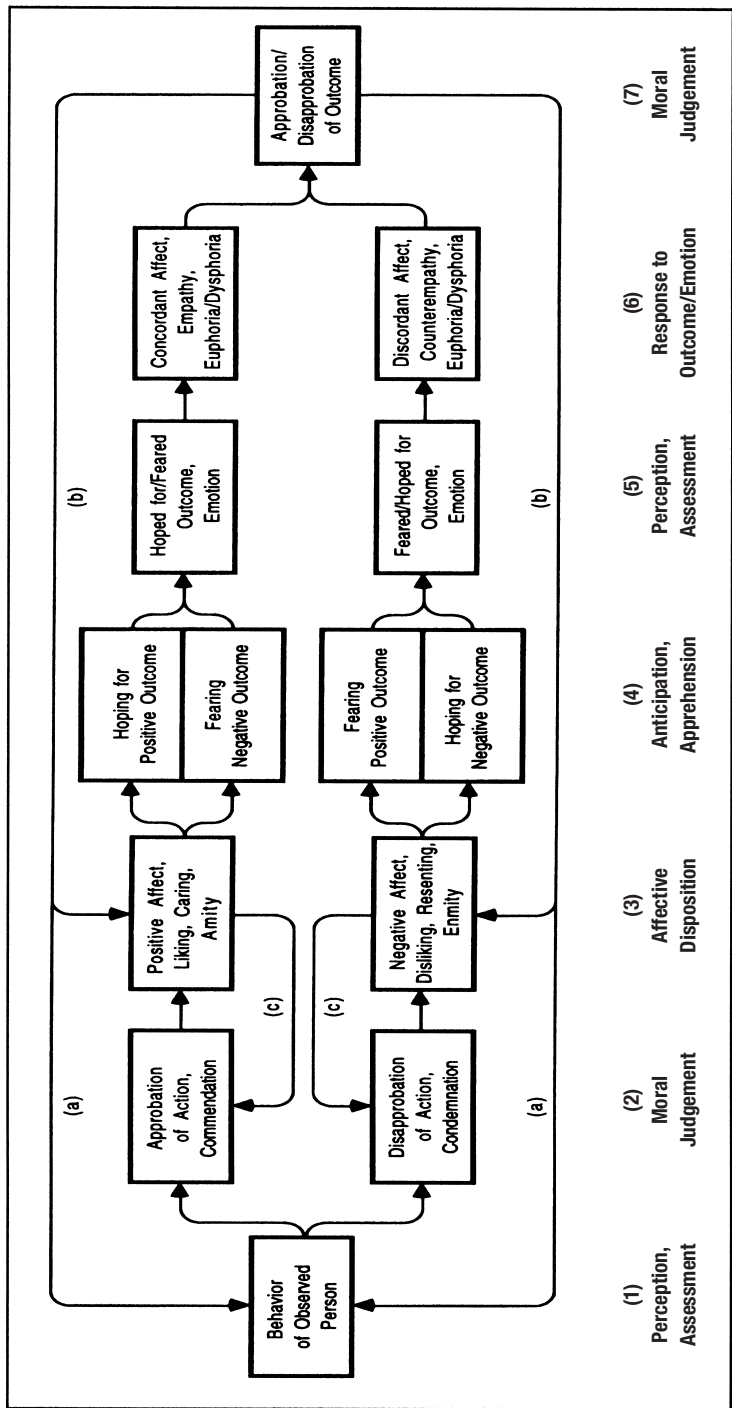 Behavior
of Observed
Person
Approbation
of Action,
Commendation
Disapprobation
of Action,
Condemnation
Positive Affect,
Liking, Caring,
Amity
Negative Affect,
Disliking, Resenting,
Enmity
Hoping for
Positive Outcome
Fearing
Negative Outcome
Fearing
Positive Outcome
Hoping for
Negative Outcome
Hoped for/Feared
Outcome,
Emotion
Feared/Hoped for
Outcome,
Emotion
Concordant Affect,
Empathy,
Euphoria/Dysphoria
Discordant Affect,
Counterempathy,
Euphoria/Dysphoria
Approbation/
Disapprobation
of Outcome
(a)
(b)
(c)
(c)
(a)
(b)
(1)
Perception,
Assessment
(2)
Moral
Judgement
(3)
Affective
Disposition
(4)
Anticipation,
Apprehension
(5)
Perception,
Assessment
(6)
Response to
Outcome/Emotion
(7)
Moral
Judgement